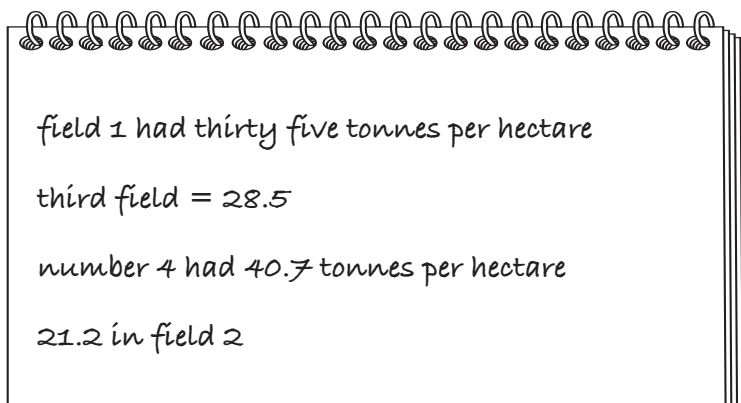 field 1 had thirty five tonnes per hectare
third field = 28.5
number 4 had 40.7 tonnes per hectare
21.2 in field 2